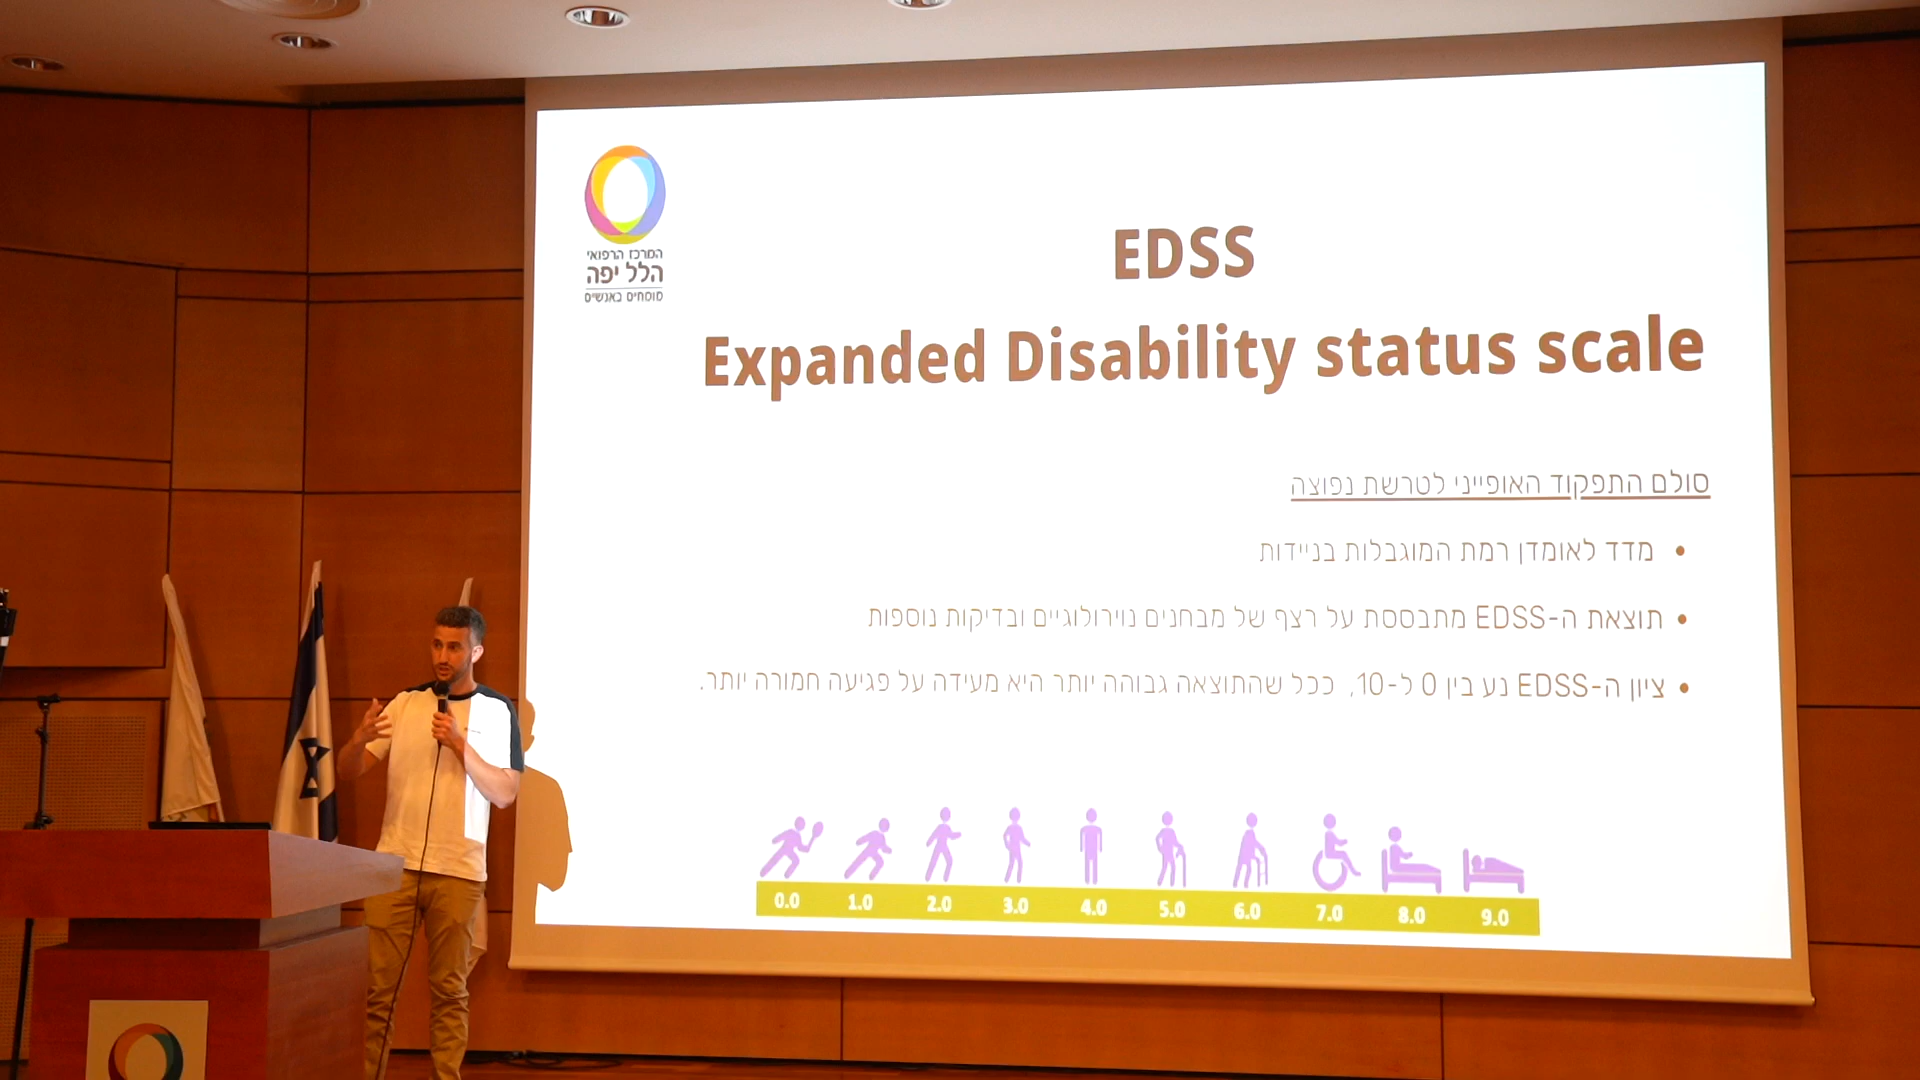 המרכז הרפואי
הלל יפה
מומחים באנשים
EDSS
Expanded Disability status scale
סולם התפקוד האופייני לטרשת נפוצה
• מדד לאומדן רמת המוגבלות בניידות
• תוצאת ה-EDSS מתבססת על רצף של מבחנים נוירולוגיים ובדיקות נוספות
• ציון ה-EDSS נע בין 0 ל-10, ככל שהתוצאה גבוהה יותר היא מעידה על פגיעה חמורה יותר.
0.0 1.0 2.0 3.0 4.0 5.0 6.0 7.0 8.0 9.0